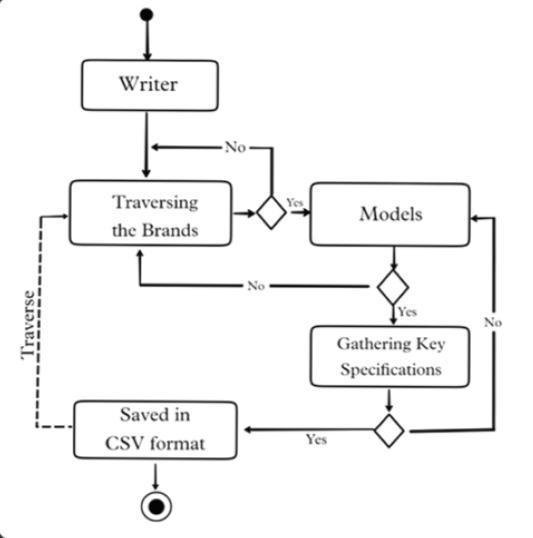 Writer
No
Traversing
the Brands
Yes
Models
No
Yes
Gathering Key
Specifications
No
Traverse
Saved in
CSV format
Yes